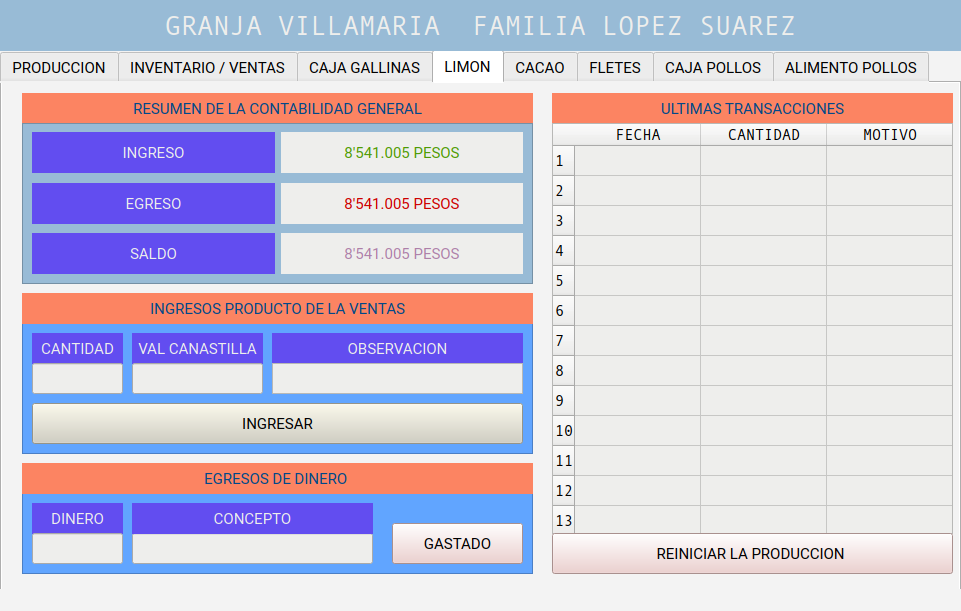 GRANJA VILLAMARIA  FAMILIA LOPEZ SUAREZ
PRODUCCION INVENTARIO / VENTAS CAJA GALLINAS LIMON CACAO FLETES CAJA POLLOS ALIMENTO POLLOS
RESUMEN DE LA CONTABILIDAD GENERAL
INGRESO 8'541.005 PESOS
EGRESO 8'541.005 PESOS
SALDO 8'541.005 PESOS
INGRESOS PRODUCTO DE LA VENTAS
CANTIDAD VAL CANASTILLA OBSERVACION
INGRESAR
EGRESOS DE DINERO
DINERO CONCEPTO
GASTADO
ULTIMAS TRANSACCIONES
FECHA CANTIDAD MOTIVO
1
2
3
4
5
6
7
8
9
10
11
12
13
REINICIAR LA PRODUCCION